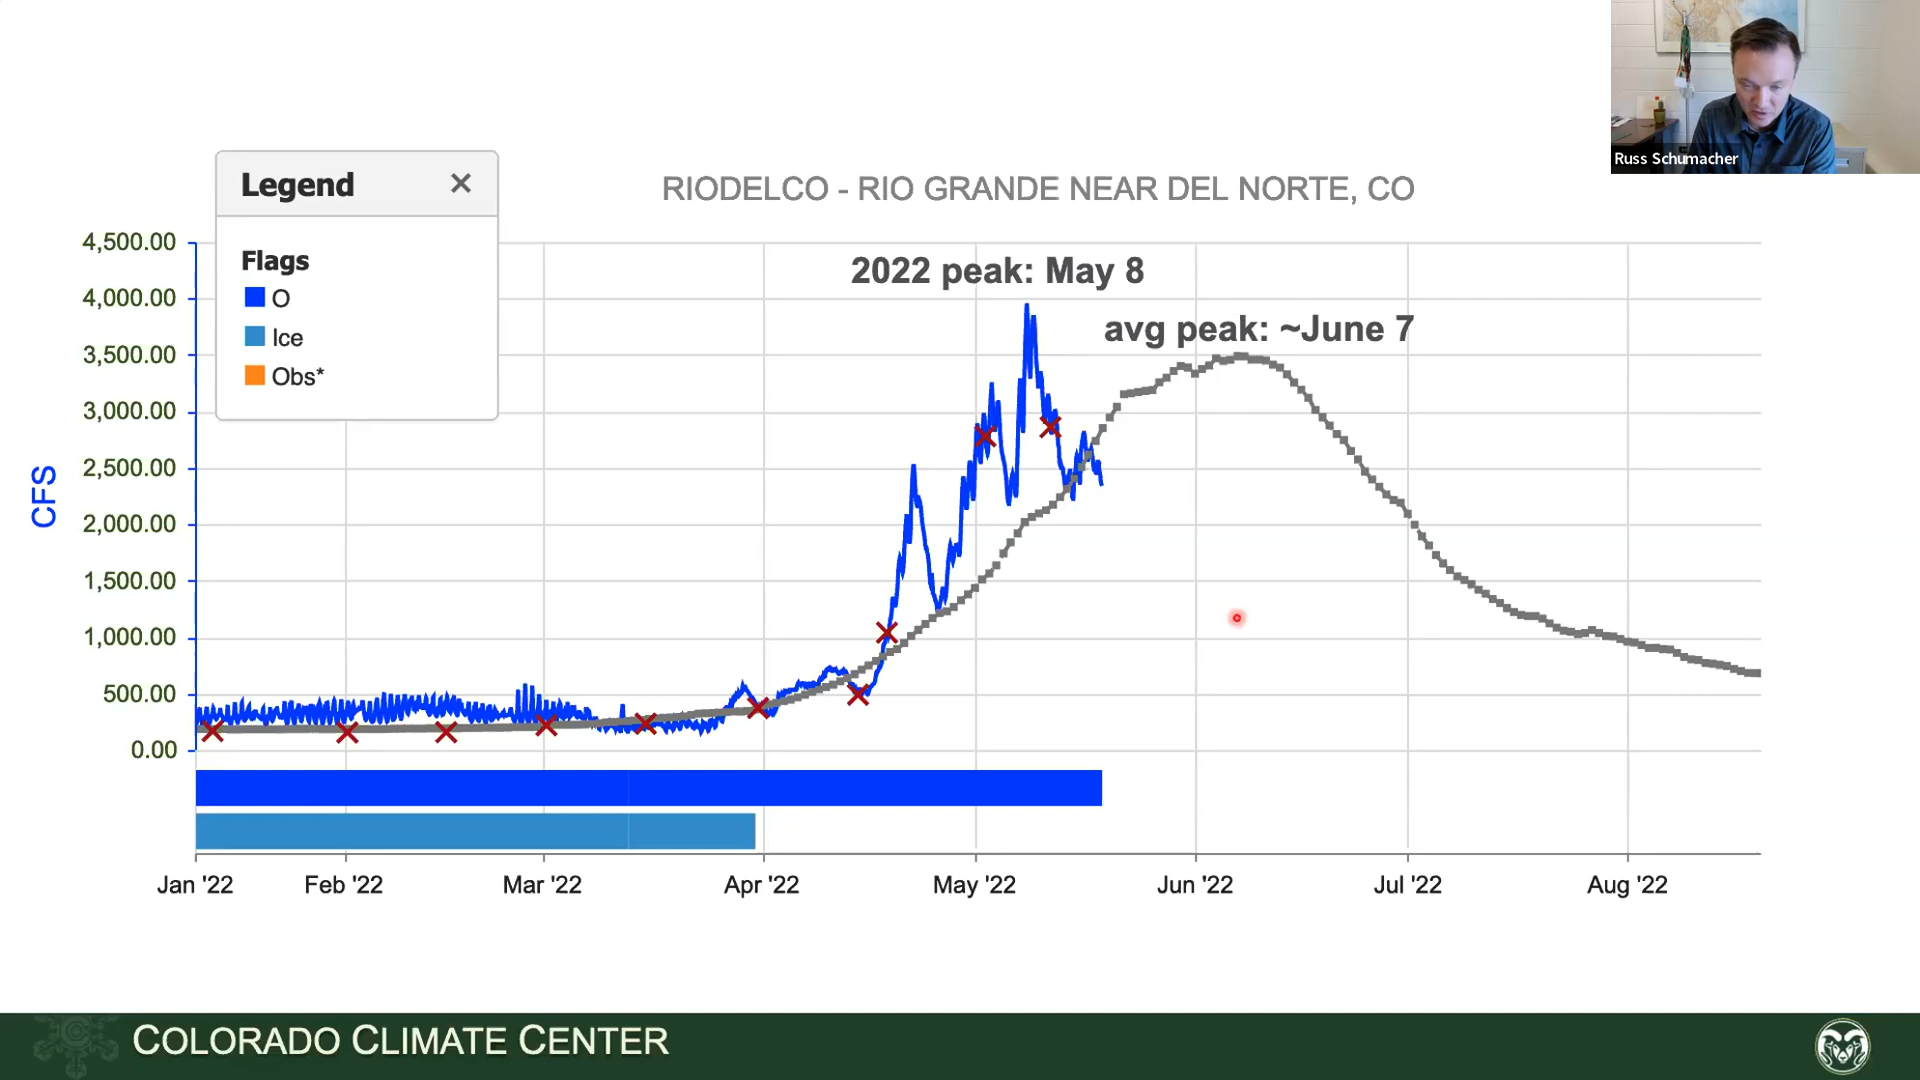 Russ Schumacher
Legend ×
RIODELCO - RIO GRANDE NEAR DEL NORTE, CO
Flags
O
Ice
Obs*
2022 peak: May 8
avg peak: ~June 7
CFS
4,500.00
4,000.00
3,500.00
3,000.00
2,500.00
2,000.00
1,500.00
1,000.00
500.00
0.00
Jan '22 Feb '22 Mar '22 Apr '22 May '22 Jun '22 Jul '22 Aug '22
COLORADO CLIMATE CENTER